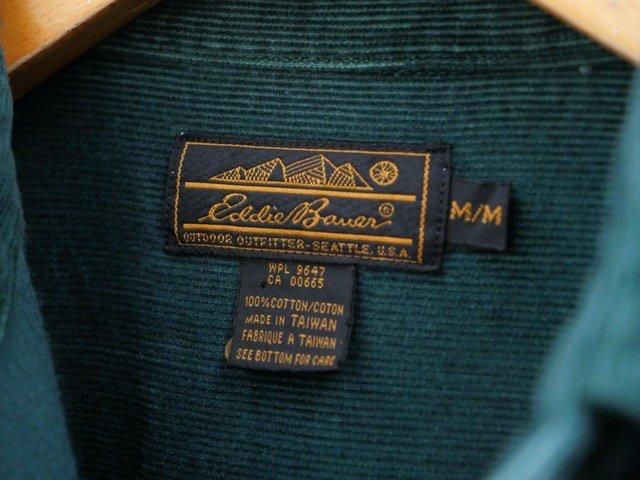 Eddie Bauer®
OUTDOOR OUTFITTER-SEATTLE, U.S.A.
M/M
WPL 9647
CA 00665
100% COTTON/COTON
MADE IN TAIWAN
FABRIQUE A TAIWAN
SEE BOTTOM FOR CARE